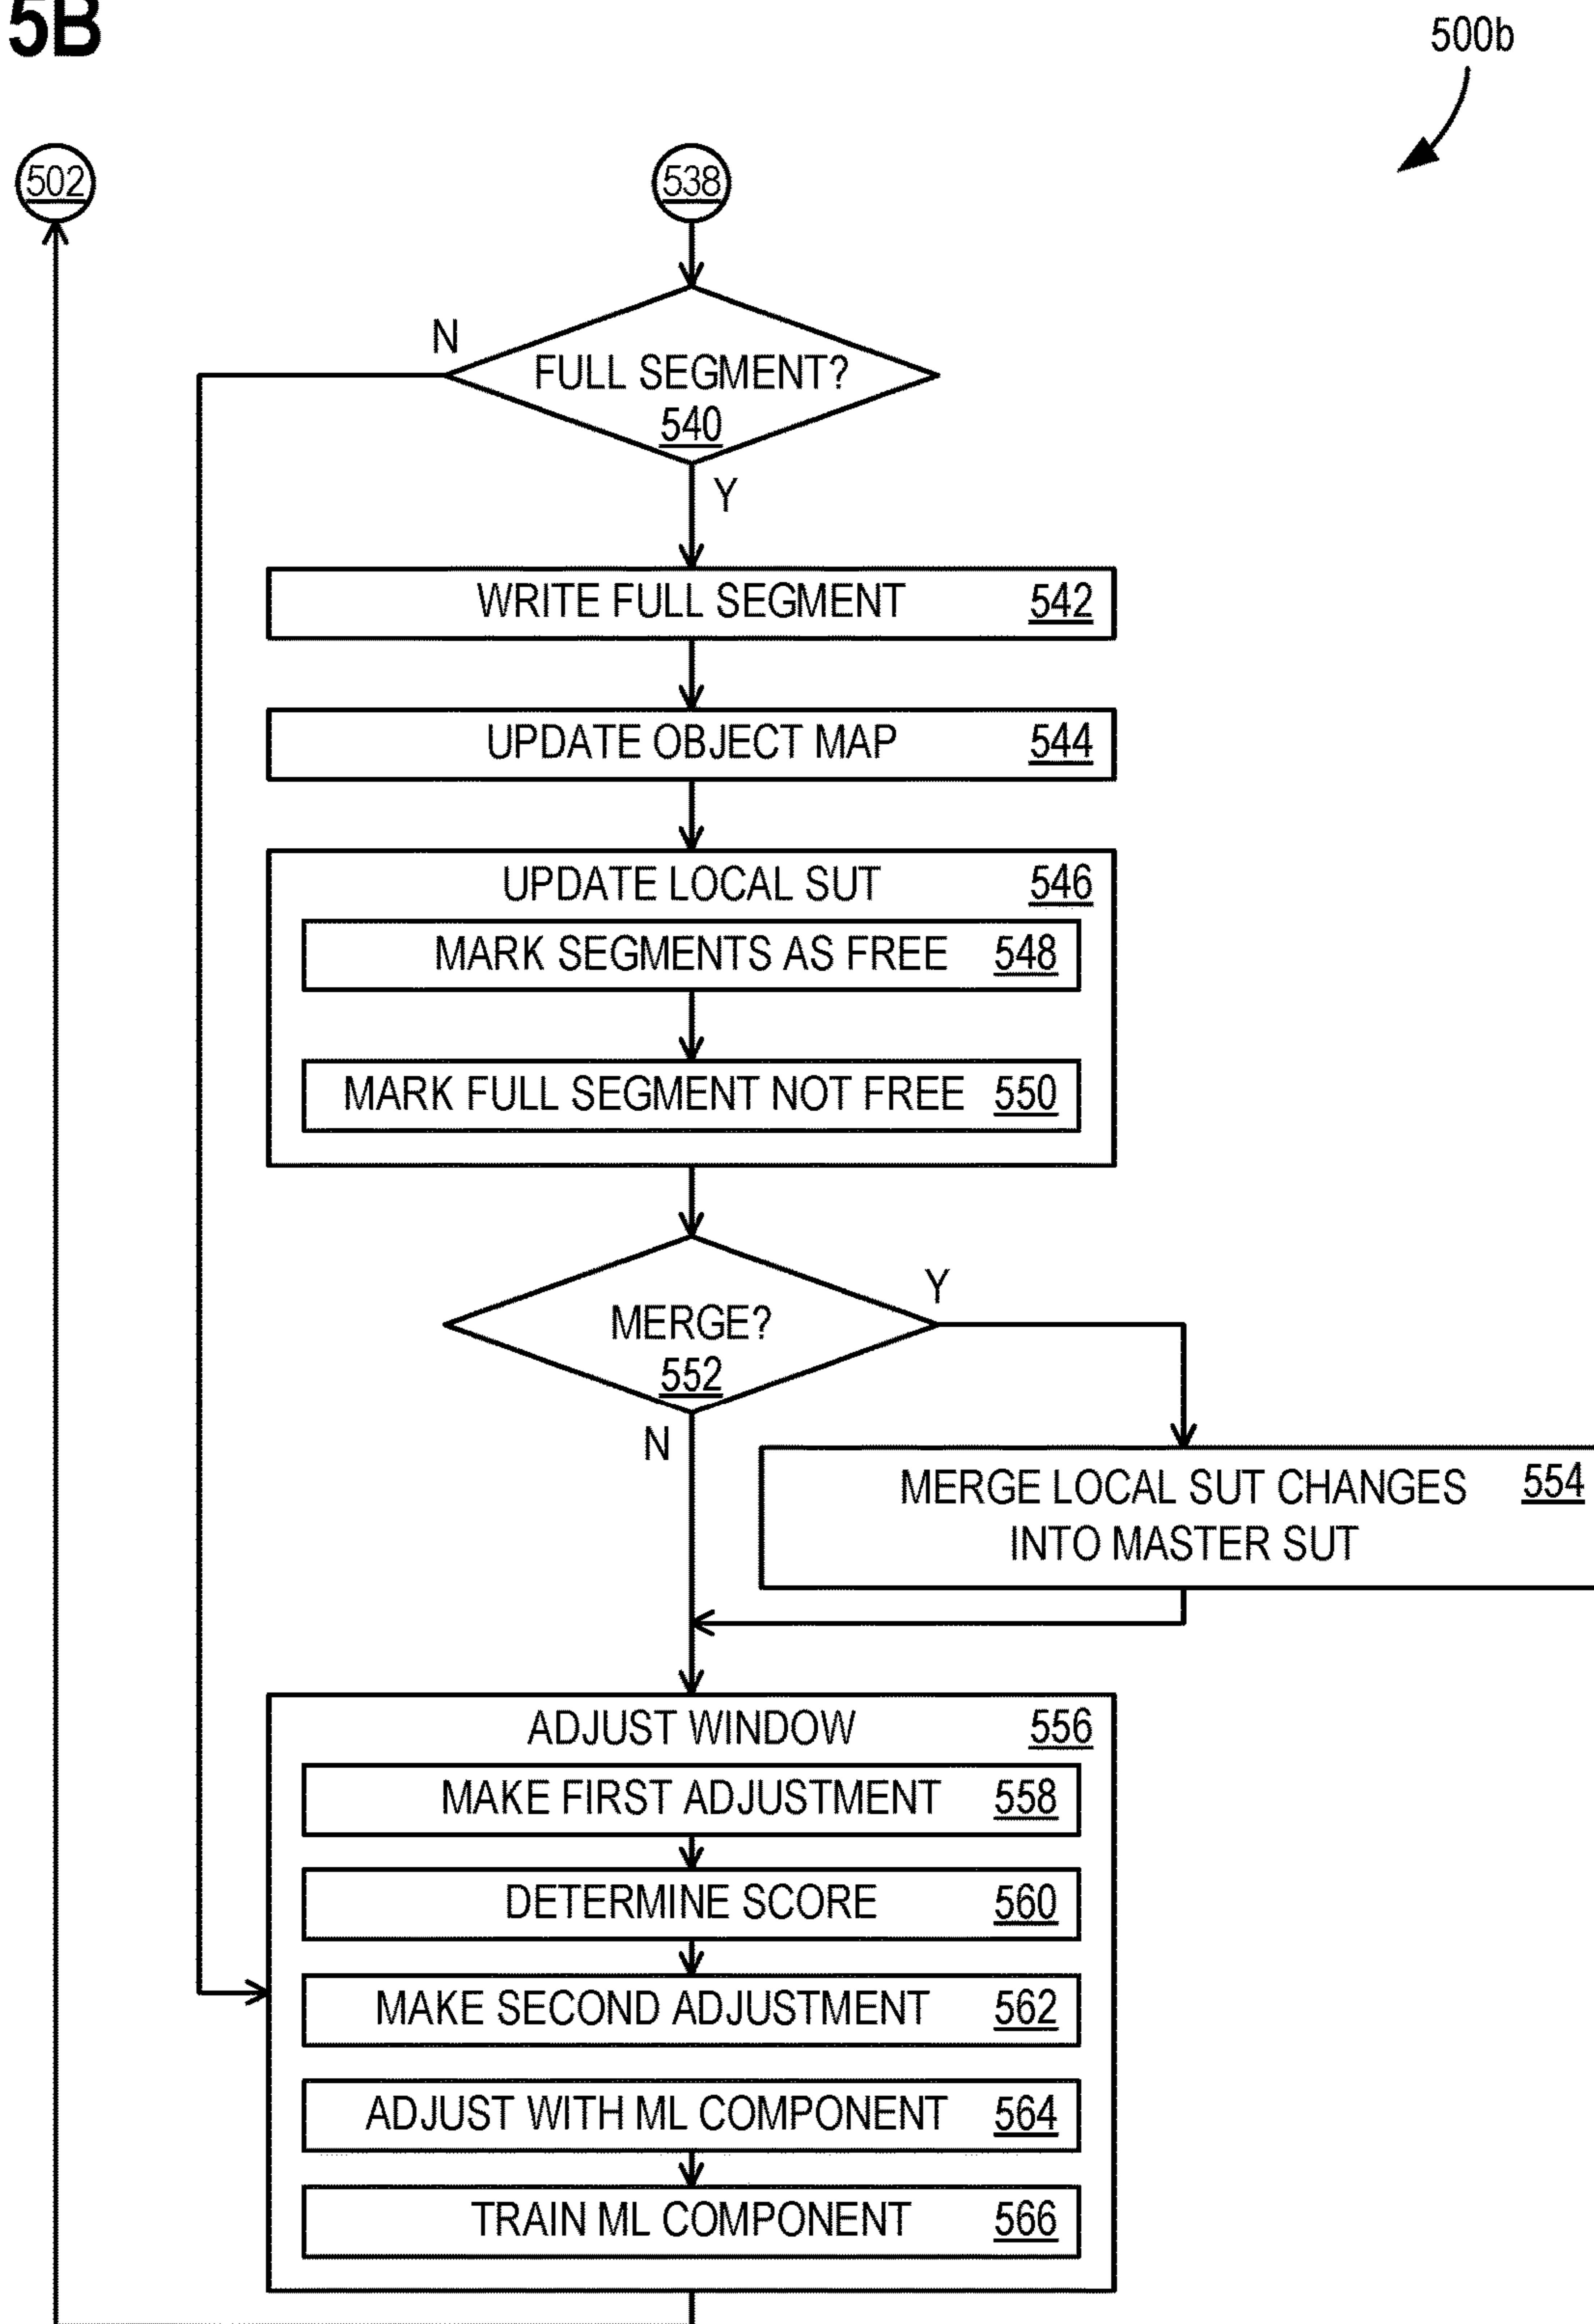 5B
500b
502
538
N
FULL SEGMENT?
540
Y
WRITE FULL SEGMENT 542
UPDATE OBJECT MAP 544
UPDATE LOCAL SUT 546
MARK SEGMENTS AS FREE 548
MARK FULL SEGMENT NOT FREE 550
Y
MERGE?
552
N
MERGE LOCAL SUT CHANGES 554
INTO MASTER SUT
ADJUST WINDOW 556
MAKE FIRST ADJUSTMENT 558
DETERMINE SCORE 560
MAKE SECOND ADJUSTMENT 562
ADJUST WITH ML COMPONENT 564
TRAIN ML COMPONENT 566